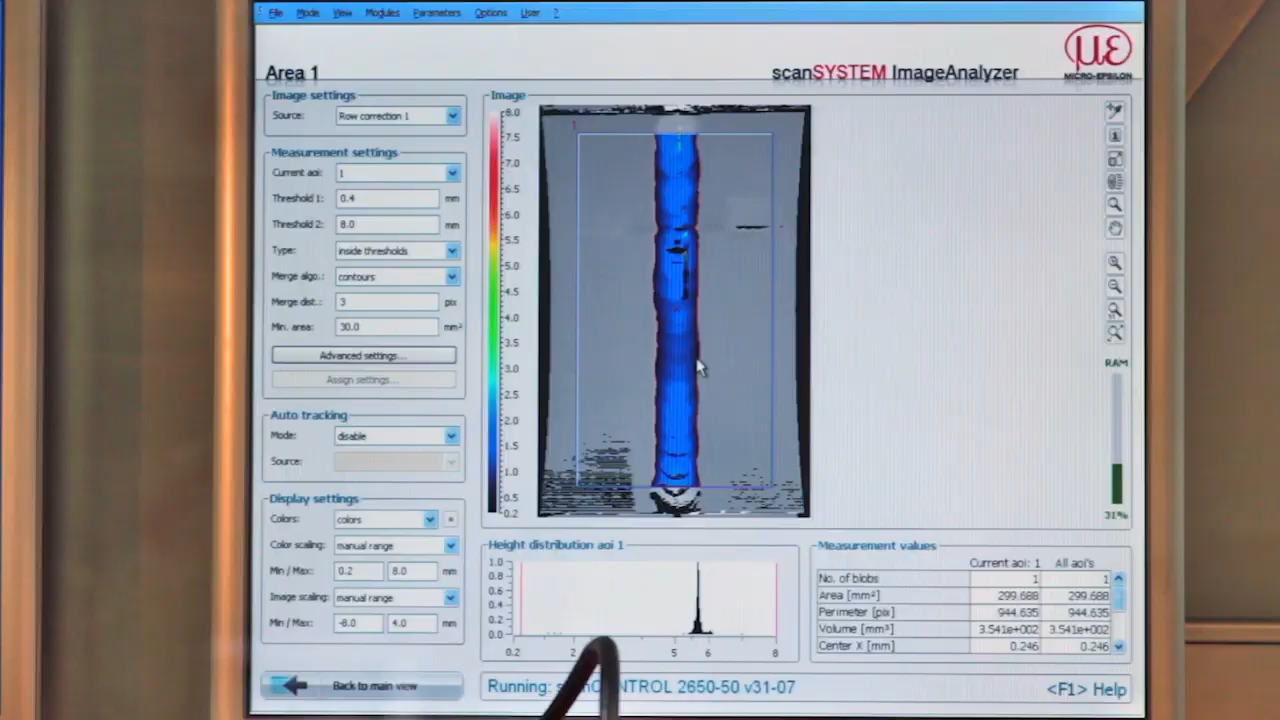 File Mode View Modules Parameters Options User ?
Area 1
scanSYSTEM ImageAnalyzer
με
MICRO-EPSILON
Image settings
Source: Row correction 1
Measurement settings
Current aoi: 1
Threshold 1: 0.4 mm
Threshold 2: 8.0 mm
Type: inside thresholds
Merge algo.: contours
Merge dist.: 3 pix
Min. area: 30.0 mm²
Advanced settings...
Assign settings...
Auto tracking
Mode: disable
Source:
Display settings
Colors: colors
Color scaling: manual range
Min / Max: 0.2 8.0 mm
Image scaling: manual range
Min / Max: -8.0 4.0 mm
Back to main view
Image
8.0
7.5
7.0
6.5
6.0
5.5
5.0
4.5
4.0
3.5
3.0
2.5
2.0
1.5
1.0
0.5
0.2
1
RAM
31%
Height distribution aoi 1
1.0
0.8
0.6
0.4
0.2
0.0
0.2 2 5 6 8
Measurement values
Current aoi: 1 All aoi's
No. of blobs 1 1
Area [mm²] 299.688 299.688
Perimeter [pix] 944.635 944.635
Volume [mm³] 3.541e+002 3.541e+002
Center X [mm] 0.246 0.246
Running: CONTROL 2650-50 v31-07
<F1> Help